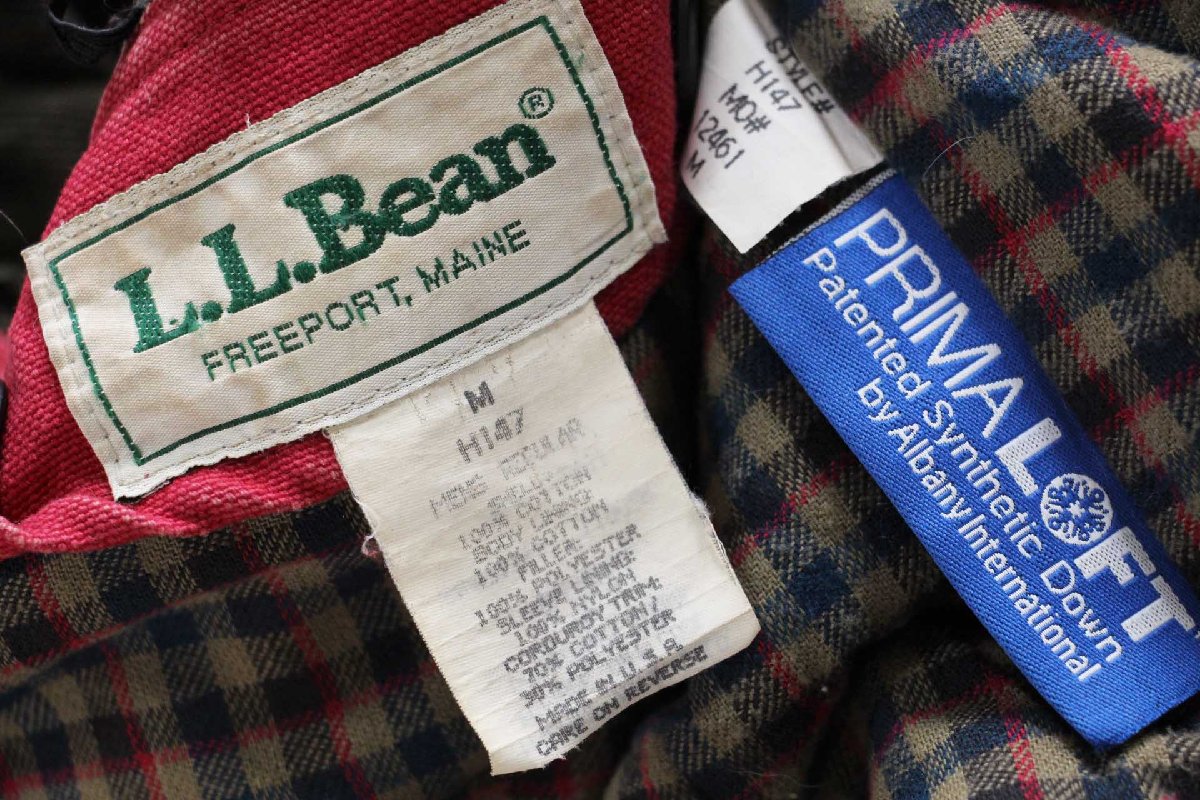 L.L.Bean®
FREEPORT, MAINE
M
H147
MENS REGULAR
SHELL:
100% COTTON
BODY LINING:
100% COTTON
FILLER:
100% POLYESTER
SLEEVE LINING:
100% NYLON
CORDUROY TRIM:
70% COTTON/
30% POLYESTER
MADE IN U.S.A.
CARE ON REVERSE
STYLE#
H147
MO#
12461
M
PRIMALOFT
Patented Synthetic Down
by Albany International